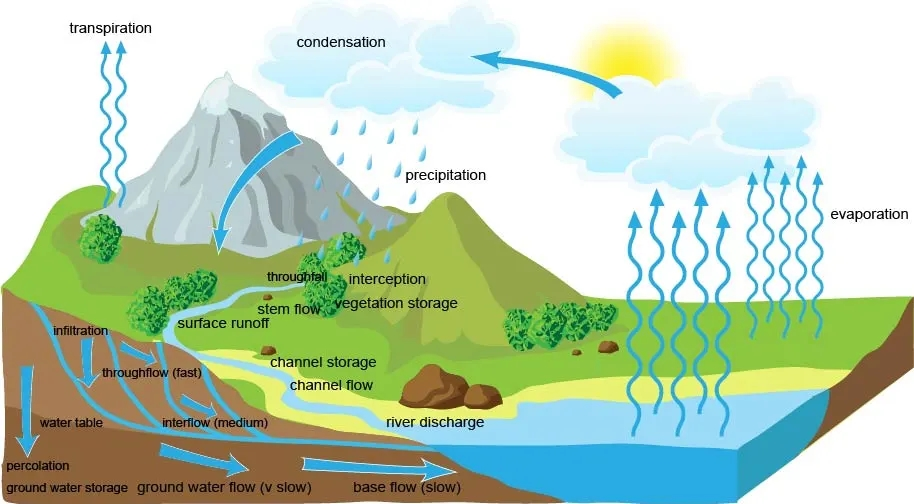 transpiration
condensation
precipitation
evaporation
throughfall
interception
stem flow
vegetation storage
surface runoff
infiltration
channel storage
throughflow (fast)
channel flow
water table
interflow (medium)
river discharge
percolation
ground water storage
ground water flow (v slow)
base flow (slow)